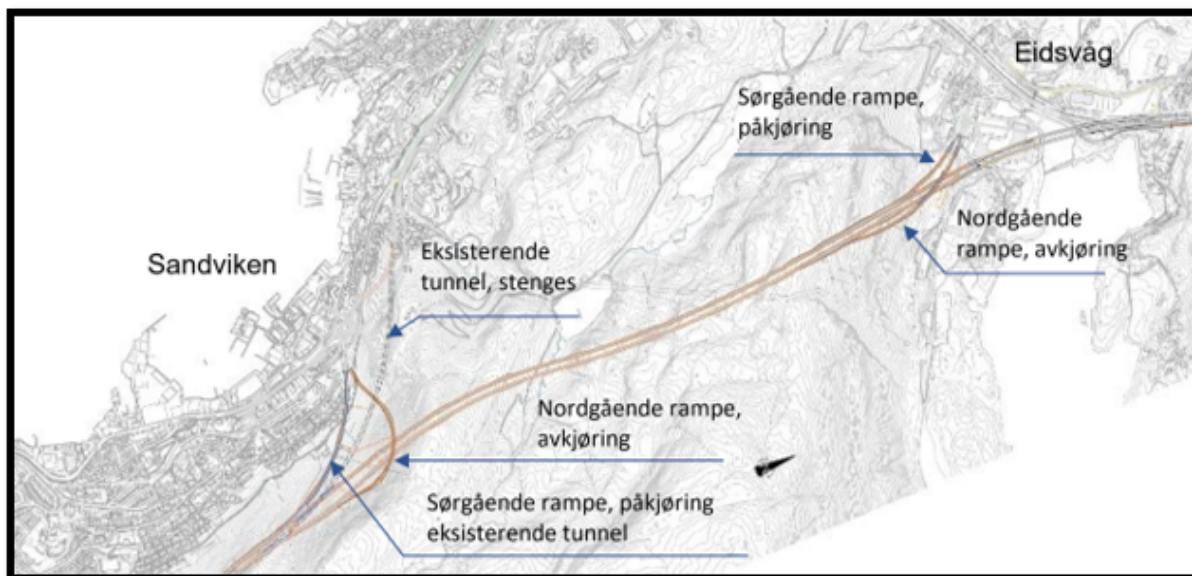 Eidsvåg
Sørgående rampe,
påkjøring
Nordgående
rampe, avkjøring
Sandviken
Eksisterende
tunnel, stenges
Nordgående rampe,
avkjøring
Sørgående rampe, påkjøring
eksisterende tunnel